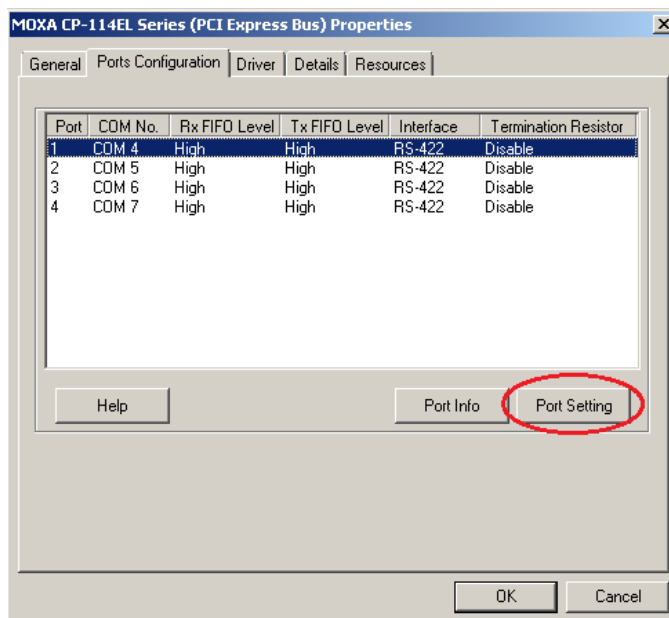 MOXA CP-114EL Series (PCI Express Bus) Properties
General Ports Configuration Driver Details Resources
Port COM No. Rx FIFO Level Tx FIFO Level Interface Termination Resistor
1 COM 4 High High RS-422 Disable
2 COM 5 High High RS-422 Disable
3 COM 6 High High RS-422 Disable
4 COM 7 High High RS-422 Disable
Help Port Info Port Setting
OK Cancel